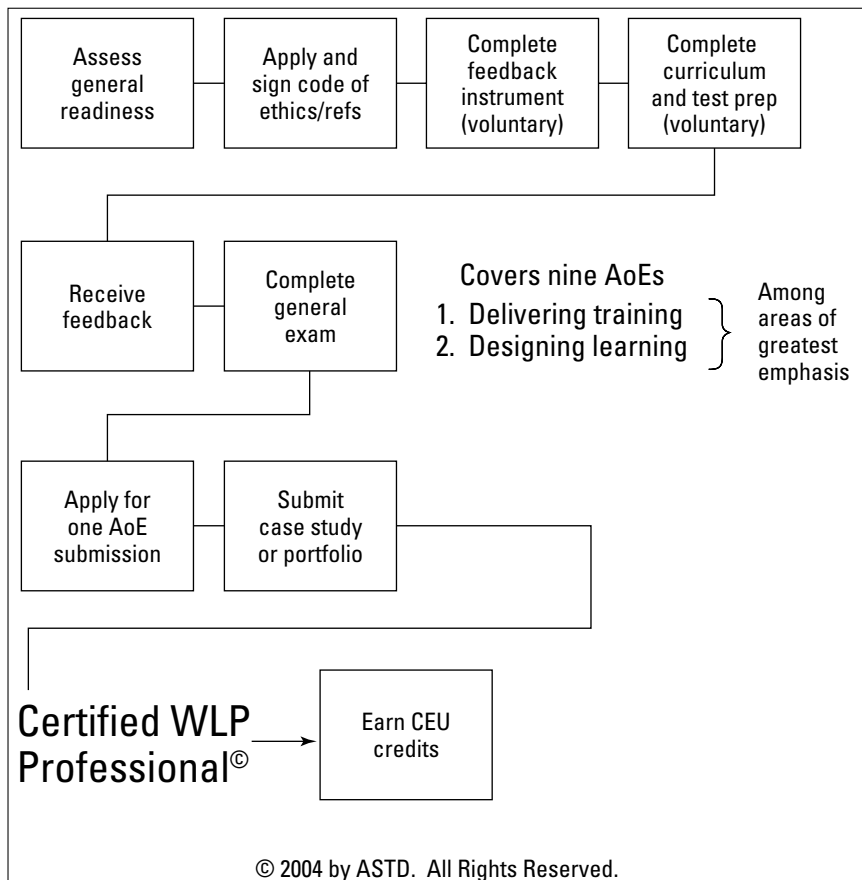 Assess
general
readiness
Apply and
sign code of
ethics/refs
Complete
feedback
instrument
(voluntary)
Complete
curriculum
and test prep
(voluntary)
Receive
feedback
Complete
general
exam
Covers nine AoEs
1. Delivering training
2. Designing learning
Among
areas of
greatest
emphasis
Apply for
one AoE
submission
Submit
case study
or portfolio
Certified WLP
Professional©
Earn CEU
credits
© 2004 by ASTD. All Rights Reserved.